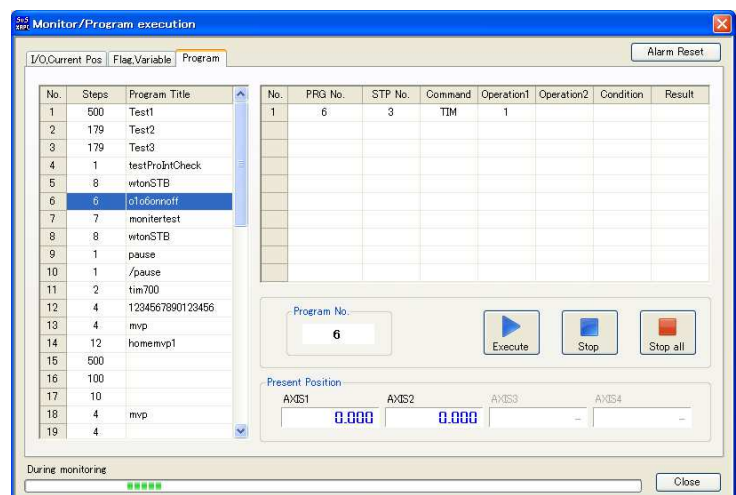 SoS
XRPC
Monitor/Program execution
I/O,Current Pos Flag,Variable Program
Alarm Reset
No. Steps Program Title
1 500 Test1
2 179 Test2
3 179 Test3
4 1 testProIntCheck
5 8 wtonSTB
6 6 o1o6onnoff
7 7 monitertest
8 8 wtonSTB
9 1 pause
10 1 /pause
11 2 tim700
12 4 1234567890123456
13 4 mvp
14 12 homemvp1
15 500
16 100
17 10
18 4 mvp
19 4
No. PRG No. STP No. Command Operation1 Operation2 Condition Result
1 6 3 TIM 1
Program No.
6
Execute Stop Stop all
Present Position
AXIS1 AXIS2 AXIS3 AXIS4
0.000 0.000 – –
During monitoring
Close